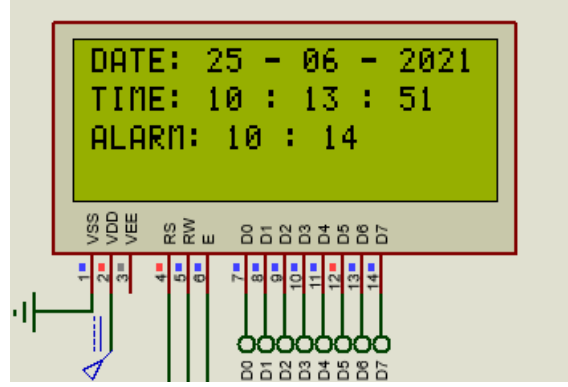 DATE: 25 - 06 - 2021
TIME: 10 : 13 : 51
ALARM: 10 : 14
VSS VDD VEE RS RW E D0 D1 D2 D3 D4 D5 D6 D7
1 2 3 4 5 6 7 8 9 10 11 12 13 14
D0 D1 D2 D3 D4 D5 D6 D7